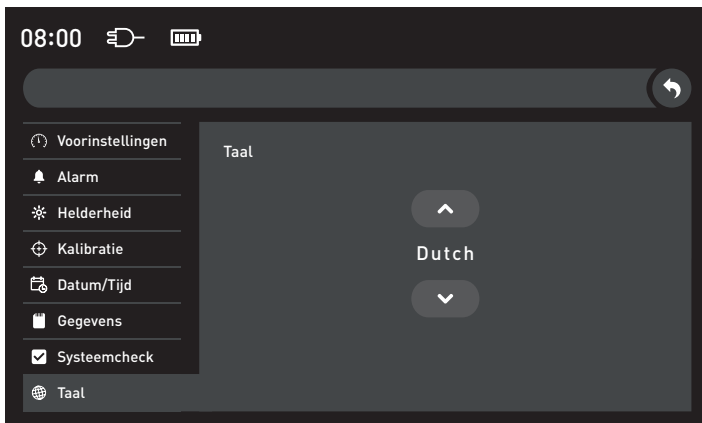 08:00
Voorinstellingen
Taal
Alarm
Helderheid
Kalibratie
Dutch
Datum/Tijd
Gegevens
Systeemcheck
Taal